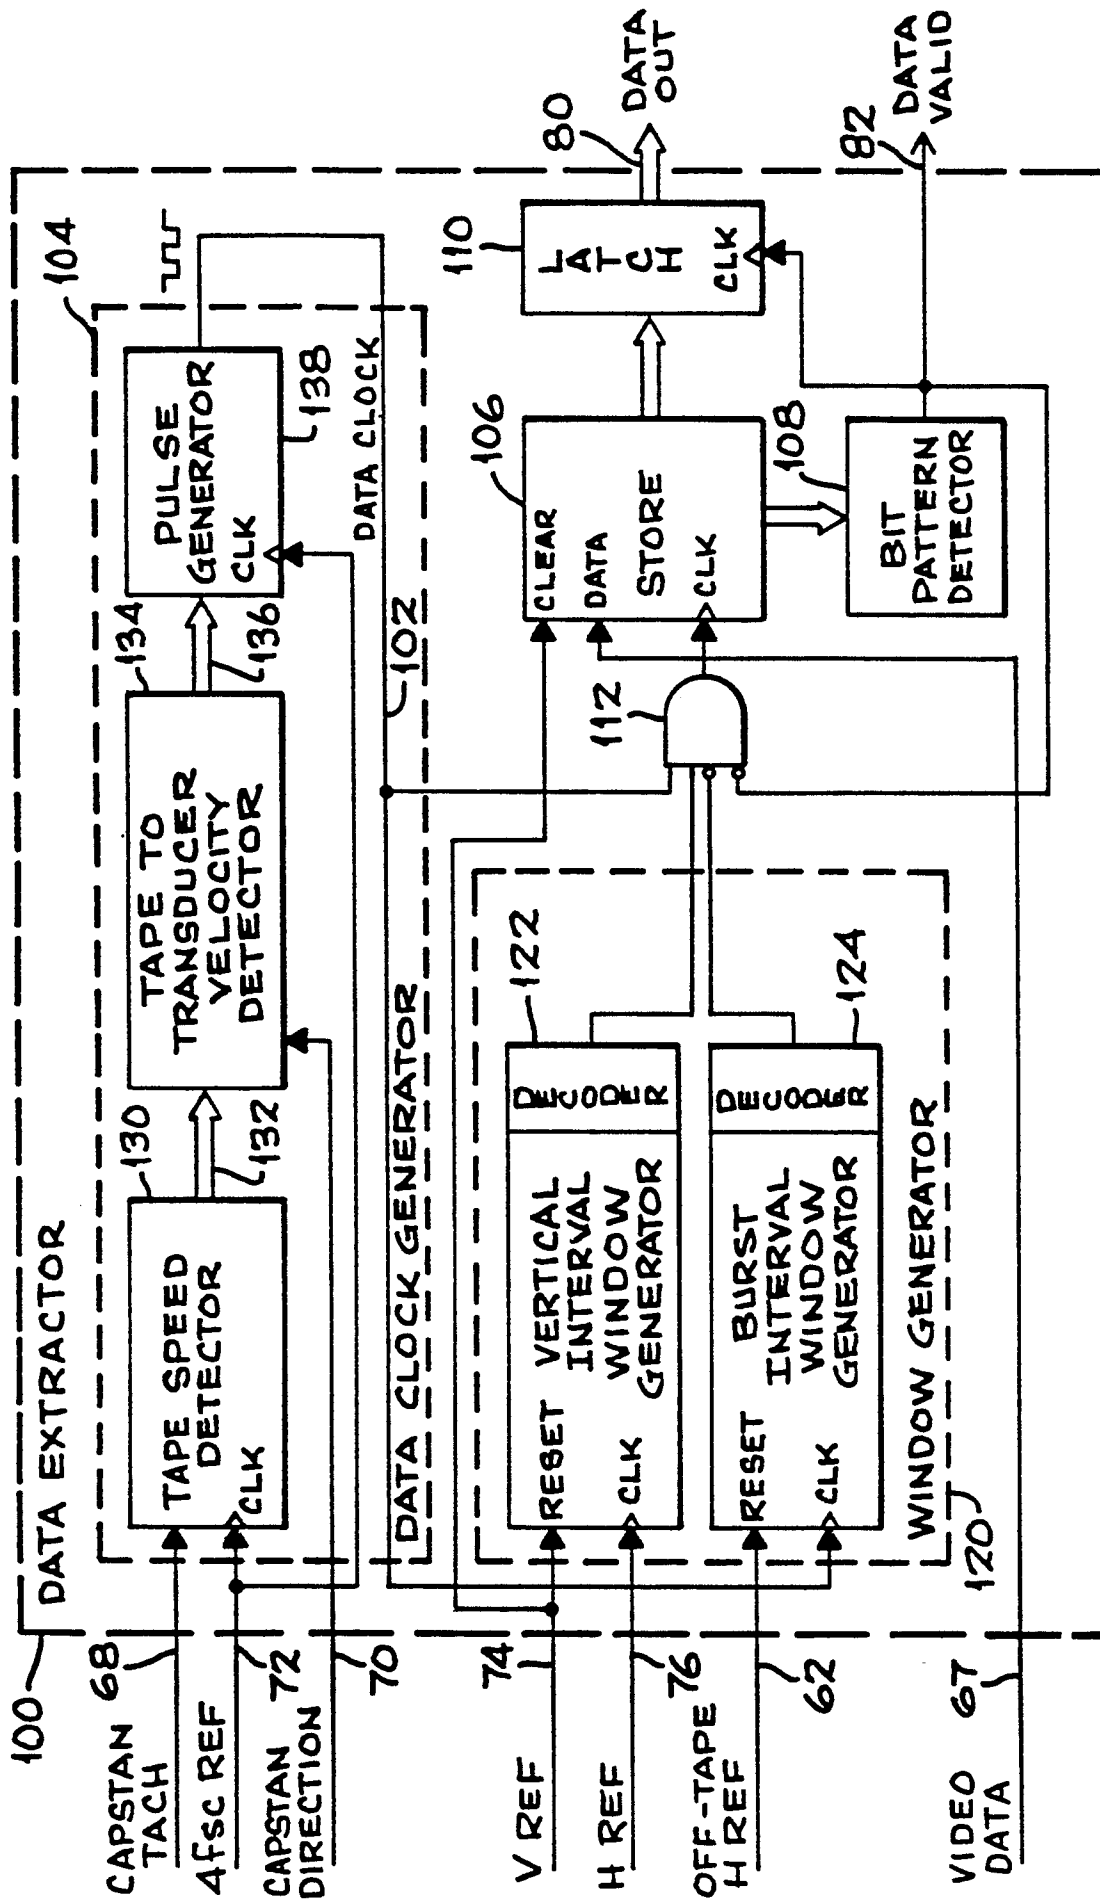 100
DATA EXTRACTOR
104
CAPSTAN
TACH
68
4fsc REF
72
CAPSTAN
DIRECTION
70
TAPE SPEED
DETECTOR
CLK
130
132
TAPE TO
TRANSDUCER
VELOCITY
DETECTOR
134
136
PULSE
GENERATOR
CLK
138
DATA CLOCK
DATA CLOCK GENERATOR
102
V REF
74
H REF
76
OFF-TAPE
H REF
62
RESET
VERTICAL
INTERVAL
WINDOW
GENERATOR
CLK
DECODER
122
RESET
BURST
INTERVAL
WINDOW
GENERATOR
CLK
DECODER
124
WINDOW GENERATOR
120
112
106
CLEAR
DATA
STORE
CLK
110
LATCH
CLK
80
DATA
OUT
108
BIT
PATTERN
DETECTOR
82
DATA
VALID
VIDEO
DATA
67